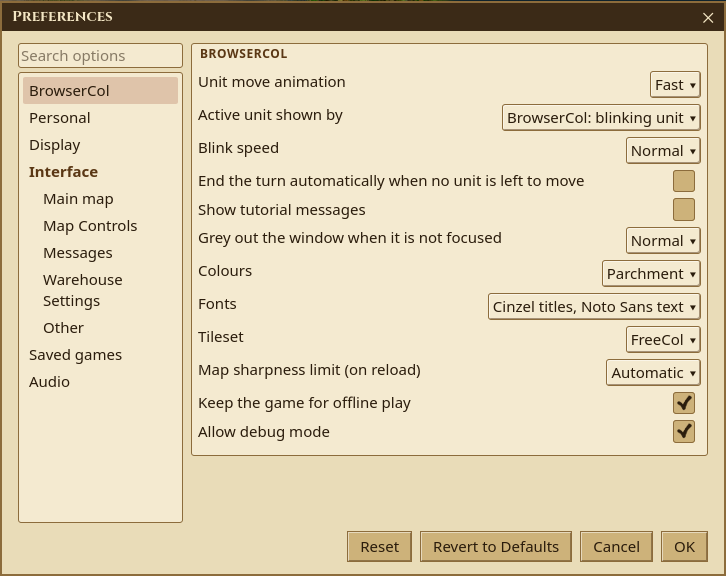 Preferences
×
Search options
BrowserCol
Personal
Display
Interface
Main map
Map Controls
Messages
Warehouse
Settings
Other
Saved games
Audio
BROWSERCOL
Unit move animation Fast ▾
Active unit shown by BrowserCol: blinking unit ▾
Blink speed Normal ▾
End the turn automatically when no unit is left to move
Show tutorial messages
Grey out the window when it is not focused Normal ▾
Colours Parchment ▾
Fonts Cinzel titles, Noto Sans text ▾
Tileset FreeCol ▾
Map sharpness limit (on reload) Automatic ▾
Keep the game for offline play
Allow debug mode
Reset Revert to Defaults Cancel OK